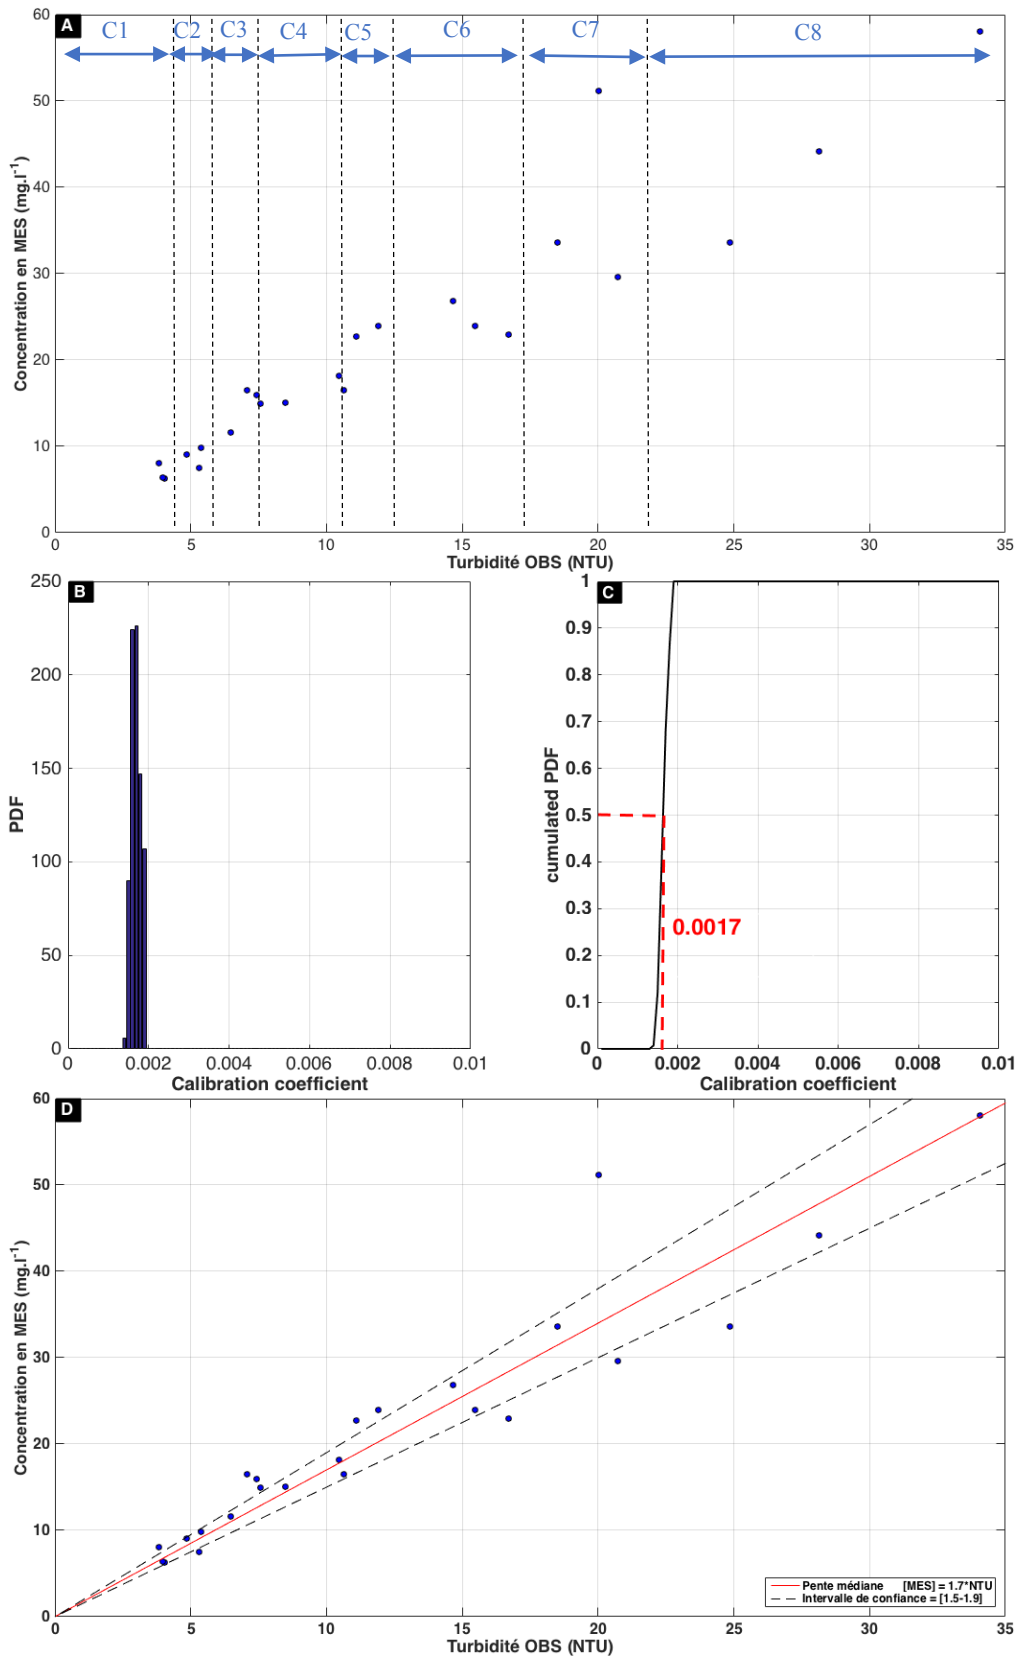 A
C1 C2 C3 C4 C5 C6 C7 C8
60
50
40
30
20
10
0
Concentration en MES (mg.l-1)
0 5 10 15 20 25 30 35
Turbidité OBS (NTU)
B
250
200
150
100
50
0
PDF
0 0.002 0.004 0.006 0.008 0.01
Calibration coefficient
C
1
0.9
0.8
0.7
0.6
0.5
0.4
0.3
0.2
0.1
0
cumulated PDF
0.0017
0 0.002 0.004 0.006 0.008 0.01
Calibration coefficient
D
60
50
40
30
20
10
0
Concentration en MES (mg.l-1)
Pente médiane [MES] = 1.7*NTU
Intervalle de confiance = [1.5-1.9]
0 5 10 15 20 25 30 35
Turbidité OBS (NTU)